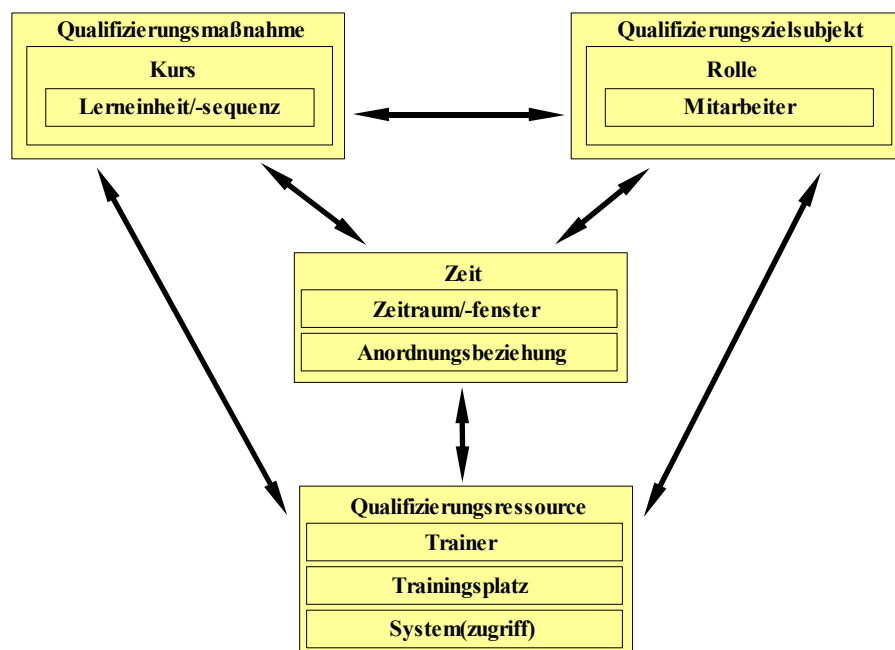 Qualifizierungsmaßnahme
Kurs
Lerneinheit/-sequenz
Qualifizierungszielsubjekt
Rolle
Mitarbeiter
Zeit
Zeitraum/-fenster
Anordnungsbeziehung
Qualifizierungsressource
Trainer
Trainingsplatz
System(zugriff)